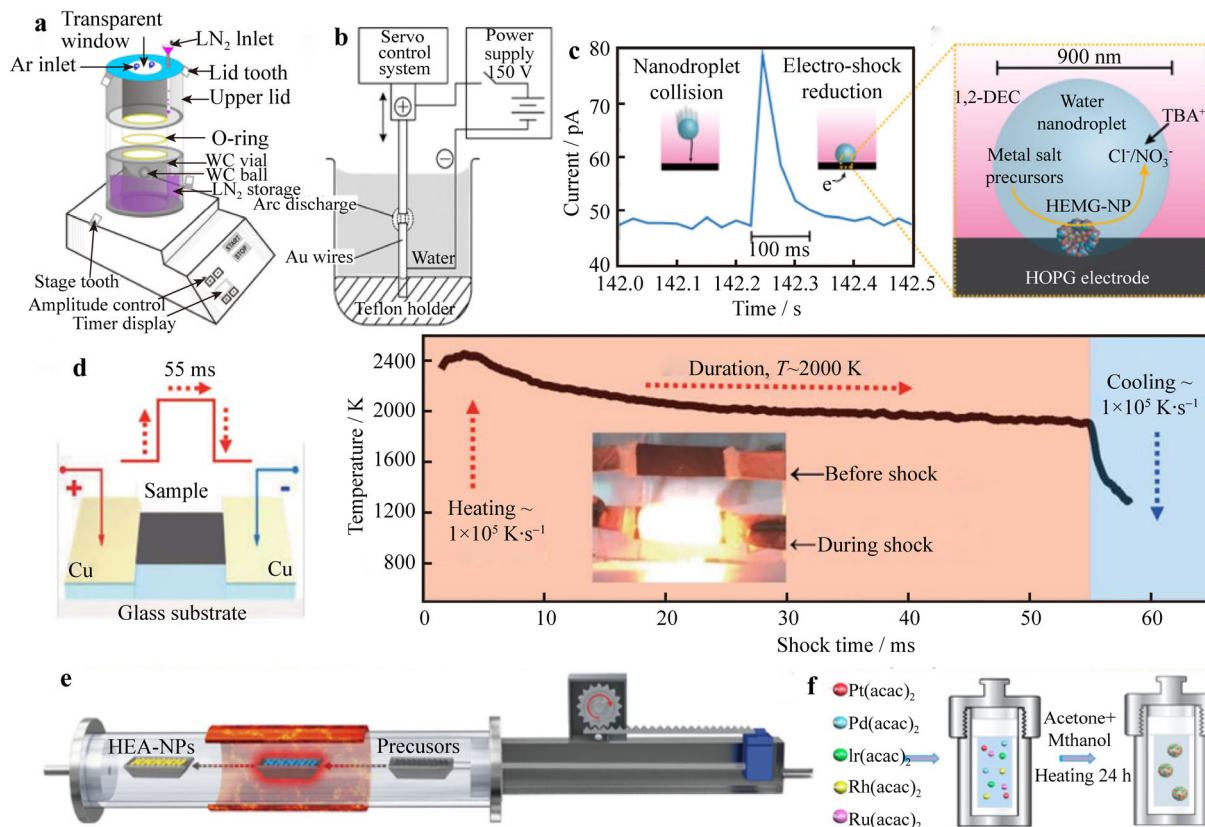 a
Transparent
window
LN₂ lnlet
Ar inlet
Lid tooth
Upper lid
O-ring
WC vial
WC ball
LN₂ storage
START
STOP
Stage tooth
Amplitude control
Timer display
b
Servo
control
system
Power
supply
150 V
+
−
Arc discharge
Au wires
Water
Teflon holder
c
Current / pA
80
70
60
50
40
Nanodroplet
collision
Electro-shock
reduction
e⁻
100 ms
142.0 142.1 142.2 142.3 142.4 142.5
Time / s
900 nm
1,2-DEC
Water
nanodroplet
TBA⁺
Metal salt
precursors
Cl⁻/NO₃⁻
HEMG-NP
HOPG electrode
d
55 ms
+
Sample
-
Cu
Cu
Glass substrate
Temperature / K
2400
2000
1600
1200
800
Duration, T~2000 K
Cooling ~
1×10⁵ K·s⁻¹
Heating ~
1×10⁵ K·s⁻¹
Before shock
During shock
0 10 20 30 40 50 60
Shock time / ms
e
HEA-NPs
Precusors
f
Pt(acac)₂
Pd(acac)₂
Ir(acac)₂
Rh(acac)₂
Ru(acac)₂
Acetone+
Mthanol
Heating 24 h